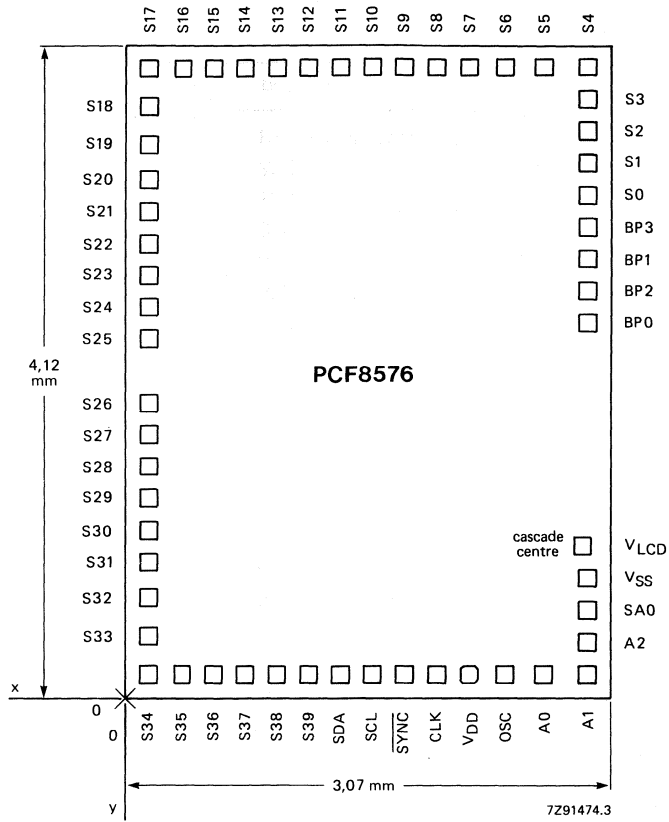 S17 S16 S15 S14 S13 S12 S11 S10 S9 S8 S7 S6 S5 S4
S18
S19
S20
S21
S22
S23
S24
S25
S26
S27
S28
S29
S30
S31
S32
S33
4,12
mm
PCF8576
S3
S2
S1
S0
BP3
BP1
BP2
BP0
cascade
centre
VLCD
VSS
SA0
A2
x
0
0
y
S34 S35 S36 S37 S38 S39 SDA SCL SYNC CLK VDD OSC A0 A1
3,07 mm
7Z91474.3